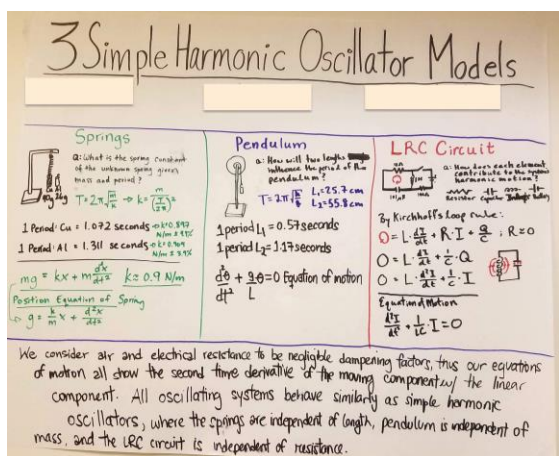 3 Simple Harmonic Oscillator Models
Springs
Q: What is the spring constant
of the unknown spring given
mass and period?
T = 2π√(m/k) → k = m/(T/2π)²
1 Period: Cu = 1.072 seconds
1 Period: Al = 1.311 seconds
mg = kx + m d²x/dt² k ≈ 0.9 N/m
Position Equation of Spring
g = k/m x + d²x/dt²
Pendulum
Q: How will two lengths
influence the period of the
pendulum?
T = 2π√(L/g) L₁ = 25.7 cm
L₂ = 55.8 cm
1 period L₁ = 0.57 seconds
1 period L₂ = 1.17 seconds
d²θ/dt² + g·θ/L = 0 Equation of motion
LRC Circuit
Q: How does each element
contribute to the system's
harmonic motion?
Resistor Capacitor Battery
By Kirchhoff's loop rule:
0 = L · dI/dt + R · I + Q/C ; R ≈ 0
0 = L · dI/dt + 1/C · Q
0 = L · d²I/dt² + 1/C · I
Equation of Motion
d²I/dt² + 1/LC · I = 0
We consider air and electrical resistance to be negligible dampening factors, thus our equations
of motion all show the second time derivative of the moving component w/ the linear
component. All oscillating systems behave similarly as simple harmonic
oscillators, where the springs are independent of length, pendulum is independent of
mass, and the LRC circuit is independent of resistance.